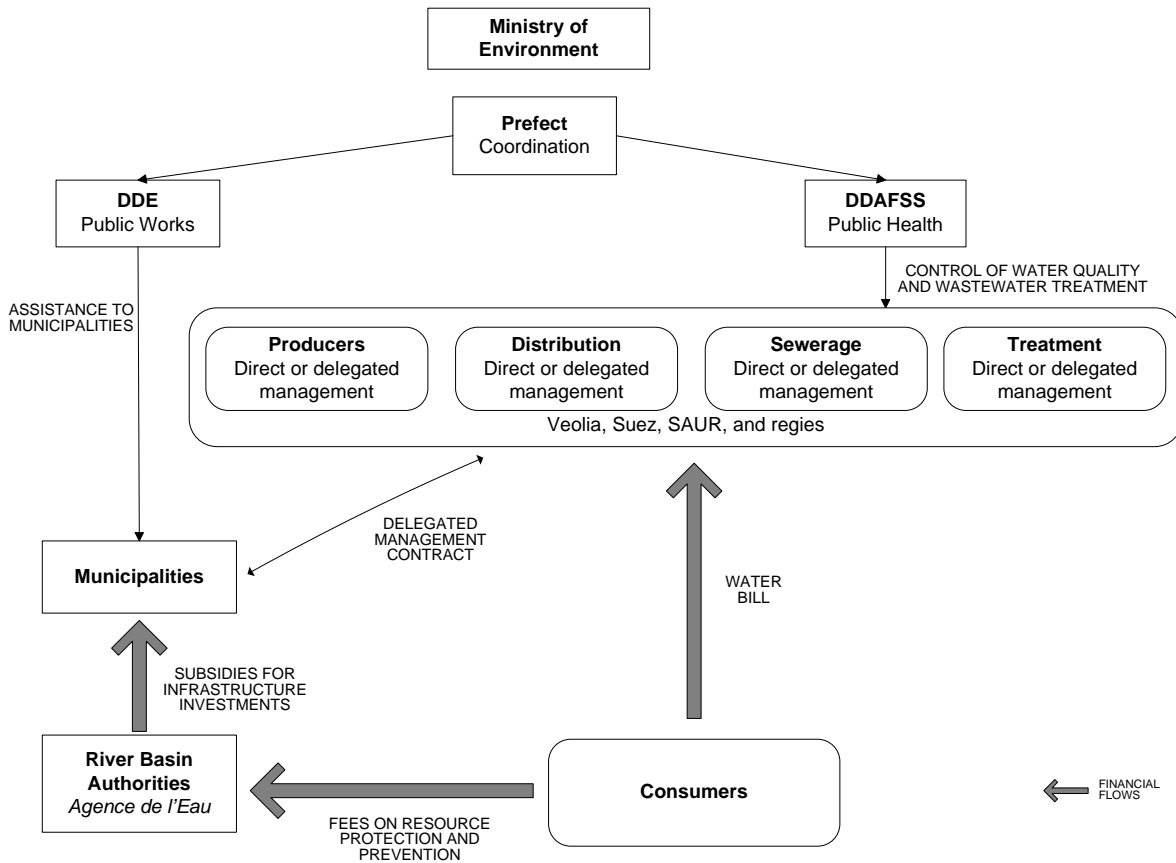 Ministry of
Environment
Prefect
Coordination
DDE
Public Works
DDAFSS
Public Health
ASSISTANCE TO
MUNICIPALITIES
CONTROL OF WATER QUALITY
AND WASTEWATER TREATMENT
Producers
Direct or delegated
management
Distribution
Direct or delegated
management
Sewerage
Direct or delegated
management
Treatment
Direct or delegated
management
Veolia, Suez, SAUR, and regies
DELEGATED
MANAGEMENT
CONTRACT
Municipalities
WATER
BILL
SUBSIDIES FOR
INFRASTRUCTURE
INVESTMENTS
River Basin
Authorities
Agence de l’Eau
Consumers
FEES ON RESOURCE
PROTECTION AND
PREVENTION
FINANCIAL
FLOWS